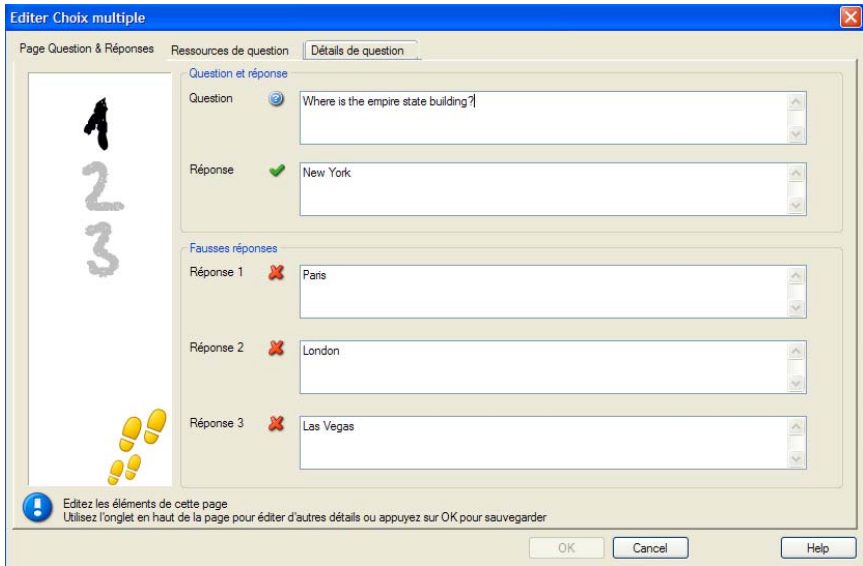 Editer Choix multiple
Page Question & Réponses Ressources de question Détails de question
1
2
3
Question et réponse
Question ? Where is the empire state building?
Réponse New York
Fausses réponses
Réponse 1 Paris
Réponse 2 London
Réponse 3 Las Vegas
! Editez les éléments de cette page
Utilisez l'onglet en haut de la page pour éditer d'autres détails ou appuyez sur OK pour sauvegarder
OK Cancel Help